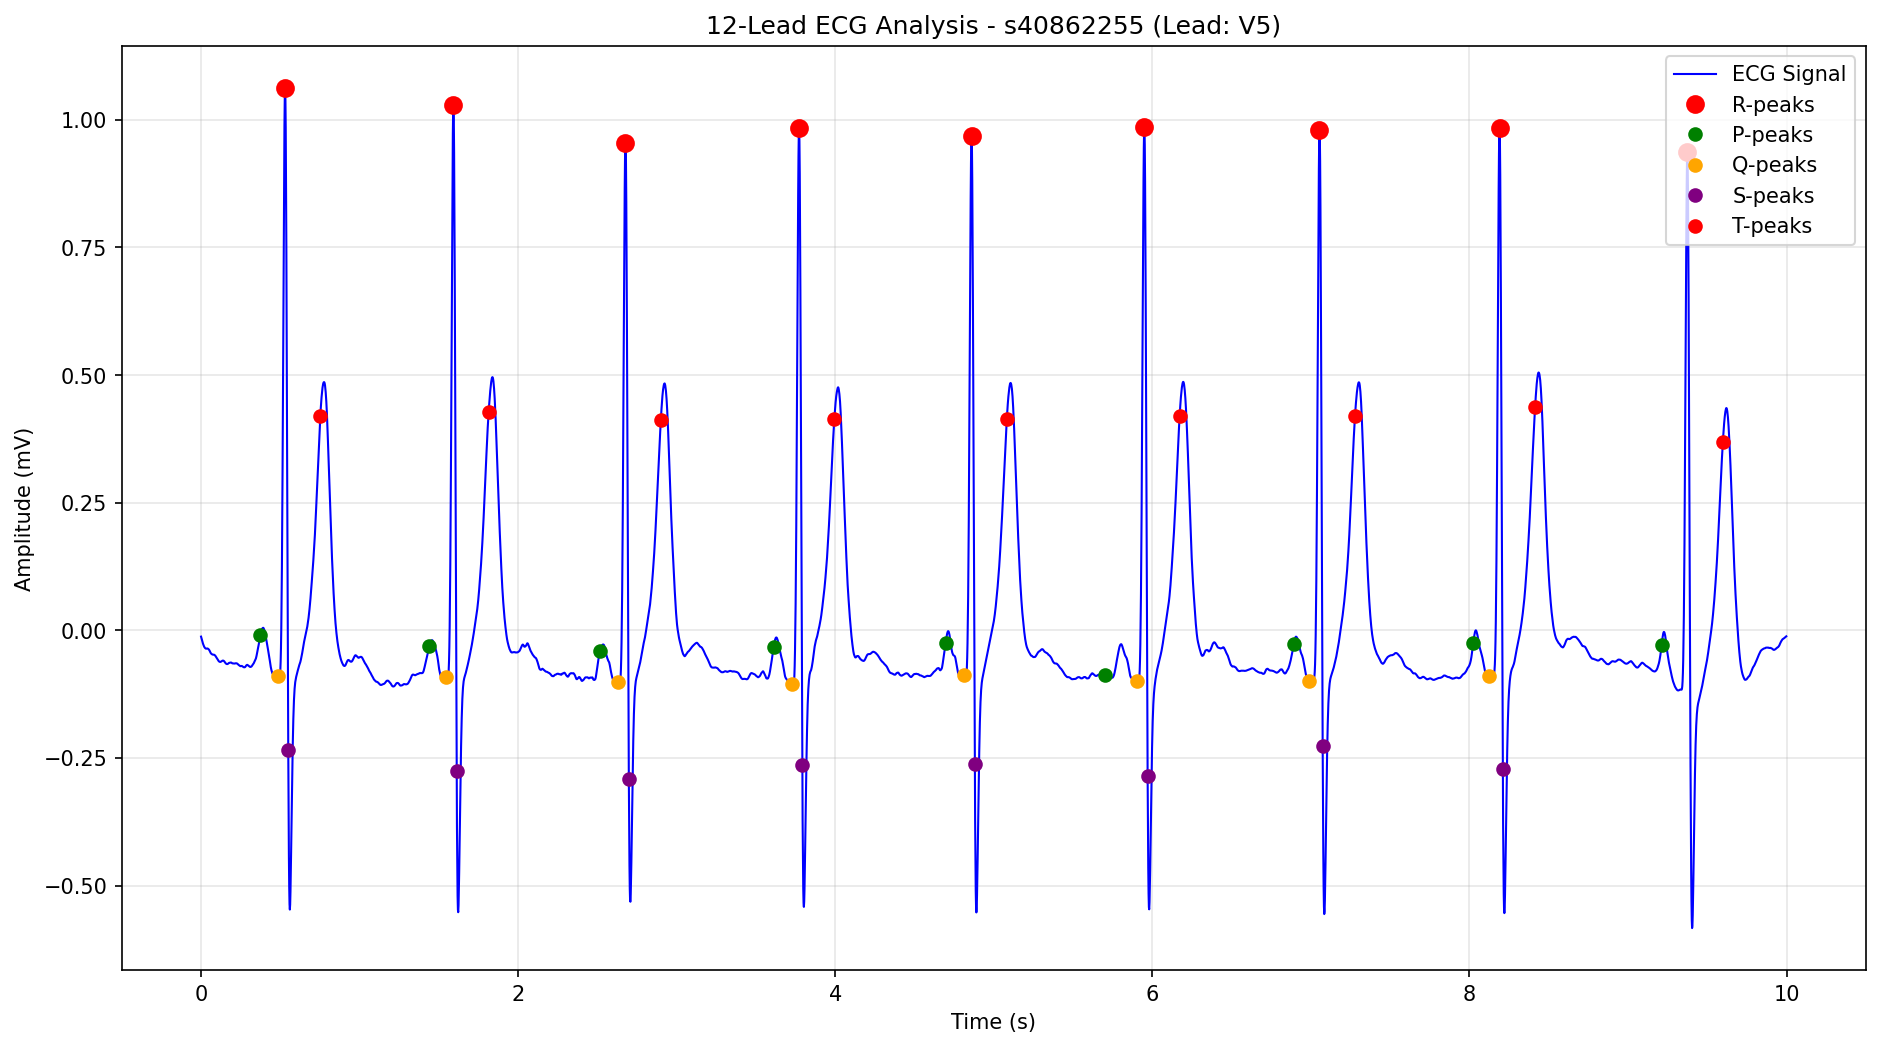 12-Lead ECG Analysis - s40862255 (Lead: V5)
ECG Signal
R-peaks
P-peaks
Q-peaks
S-peaks
T-peaks
1.00
0.75
0.50
0.25
0.00
−0.25
−0.50
Amplitude (mV)
0 2 4 6 8 10
Time (s)